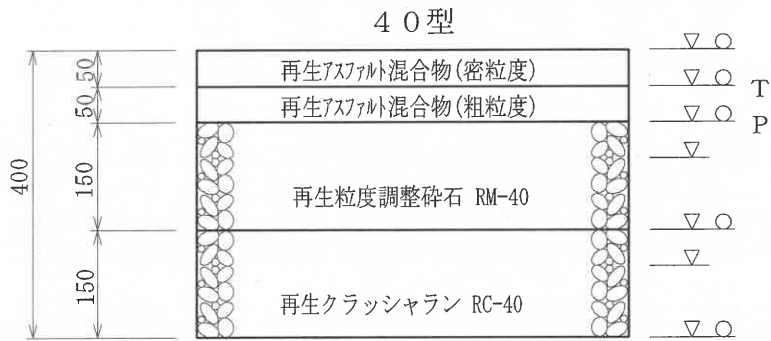 40型
50
再生アスファルト混合物(密粒度)
▽ ○
▽ ○ T
50
再生アスファルト混合物(粗粒度)
▽ ○ P
400
150
▽
再生粒度調整砕石 RM-40
▽ ○
150
▽
再生クラッシャラン RC-40
▽ ○